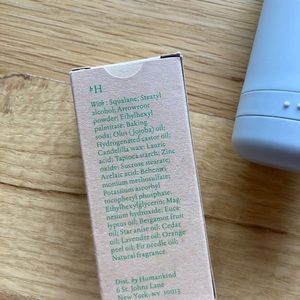 #H
With: Squalane; Stearyl
alcohol; Arrowroot
powder; Ethylhexyl
palmitate; Baking
soda; Olus (Jojoba) oil;
Hydrogenated castor oil;
Candelilla wax; Lauric
acid; Tapioca starch; Zinc
oxide; Sucrose stearate;
Azelaic acid; Behentri-
monium methosulfate;
Potassium ascorbyl
tocopheryl phosphate;
Ethylhexylglycerin; Mag-
nesium hydroxide; Euca-
lyptus oil; Bergamot fruit
oil; Star anise oil; Cedar
oil; Lavender oil; Orange
peel oil; Fir needle oil;
Natural fragrance.
Dist. by Humankind
6 St. Johns Lane
New York, NY 10013